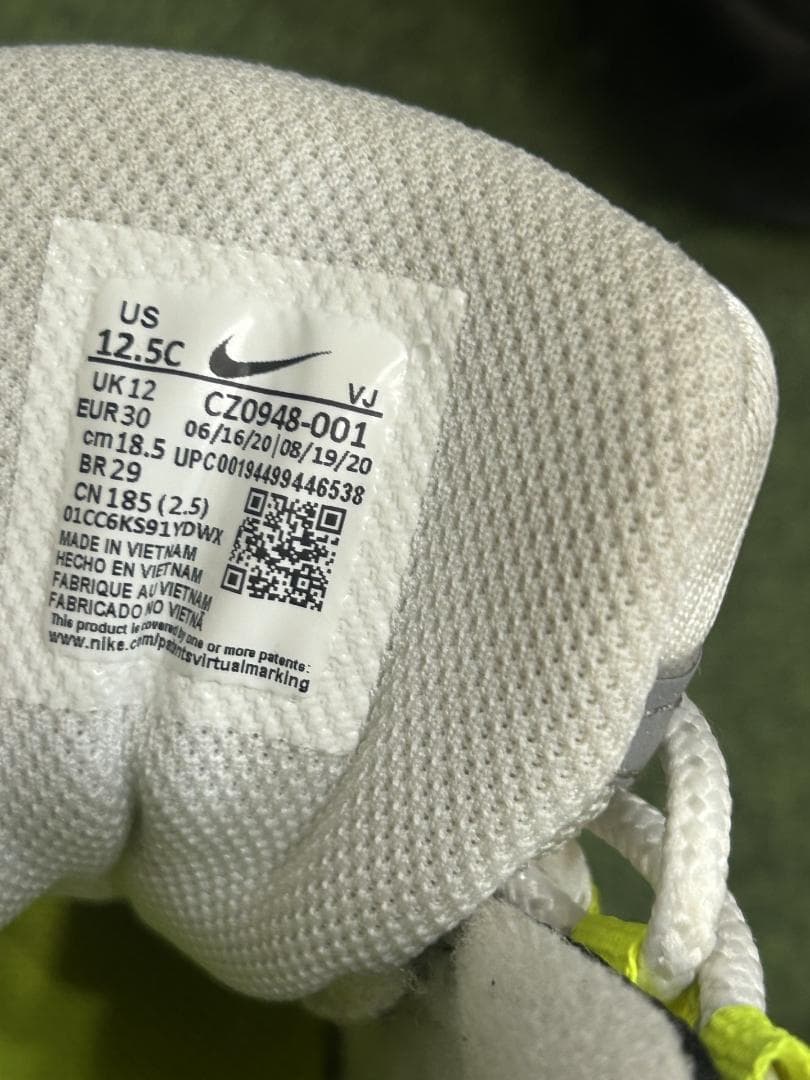 US
12.5C
VJ
UK 12
CZ0948-001
EUR 30
06/16/20|08/19/20
cm 18.5
UPC00194499446538
BR 29
CN 185 (2.5)
01CC6KS91YDWX
MADE IN VIETNAM
HECHO EN VIETNAM
FABRIQUE AU VIETNAM
FABRICADO NO VIETNÃ
This product is covered by one or more patents:
www.nike.com/patentsvirtualmarking